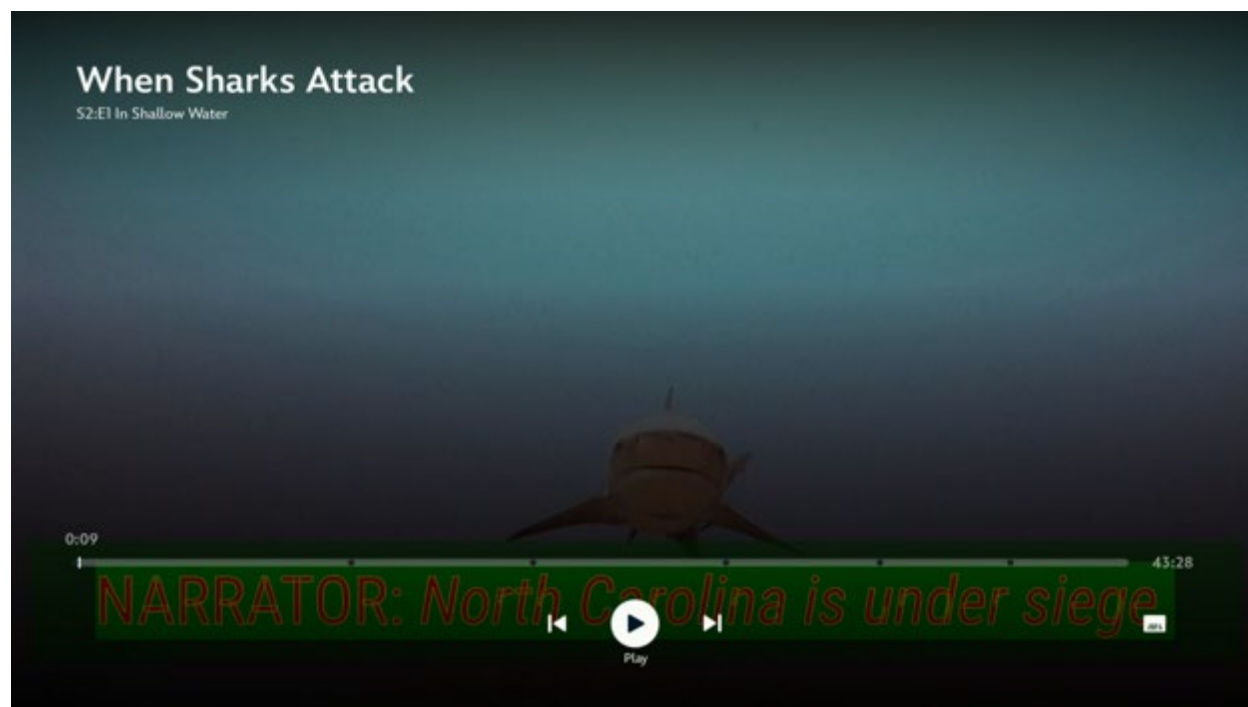 When Sharks Attack
S2:E1 In Shallow Water
0:09
43:28
NARRATOR: North Carolina is under siege
Play